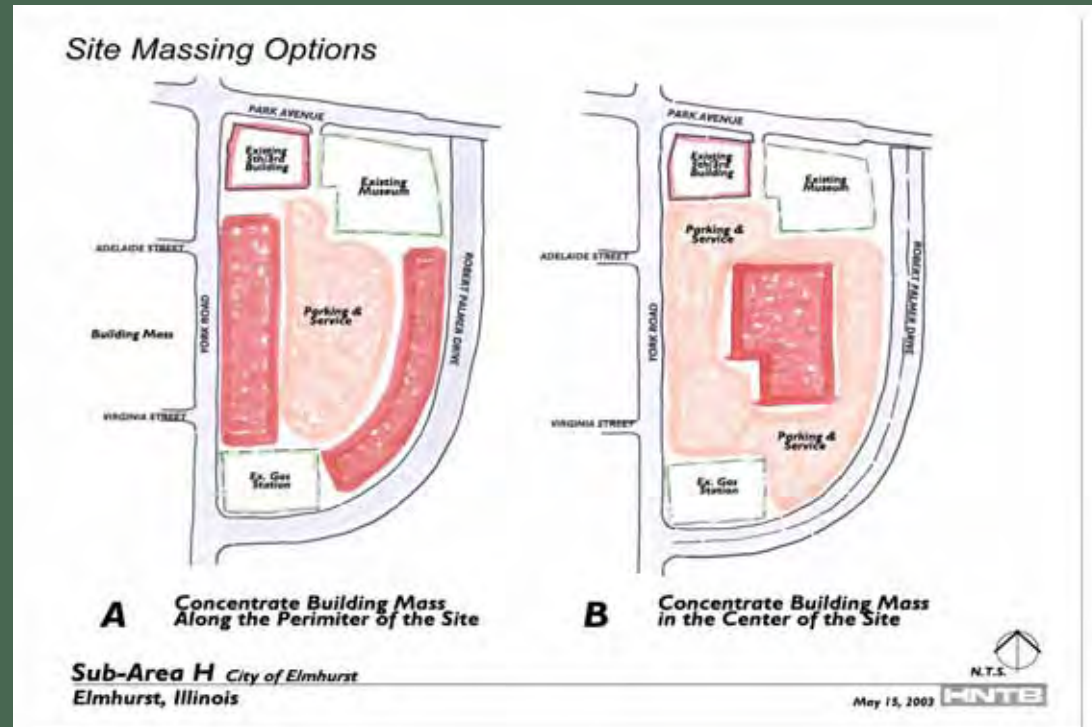 Site Massing Options
PARK AVENUE
Existing
5th/3rd
Building
Existing
Museum
ADELAIDE STREET
Parking &
Service
ROBERT PALMER DRIVE
YORK ROAD
Building Mass
VIRGINIA STREET
Ex. Gas
Station
A
Concentrate Building Mass
Along the Perimiter of the Site
PARK AVENUE
Existing
5th/3rd
Building
Existing
Museum
Parking &
Service
ADELAIDE STREET
ROBERT PALMER DRIVE
YORK ROAD
VIRGINIA STREET
Parking &
Service
Ex. Gas
Station
B
Concentrate Building Mass
in the Center of the Site
Sub-Area H City of Elmhurst
Elmhurst, Illinois
N.T.S.
May 15, 2003 HNTB